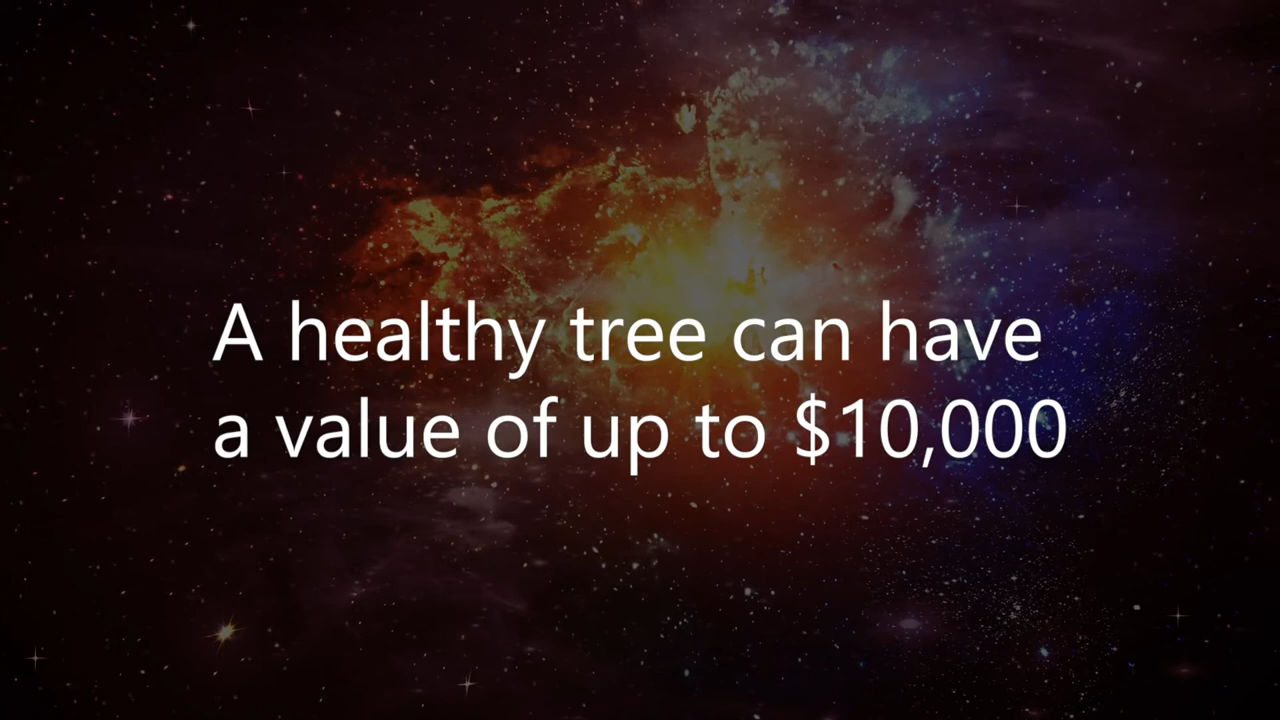 A healthy tree can have
a value of up to $10,000